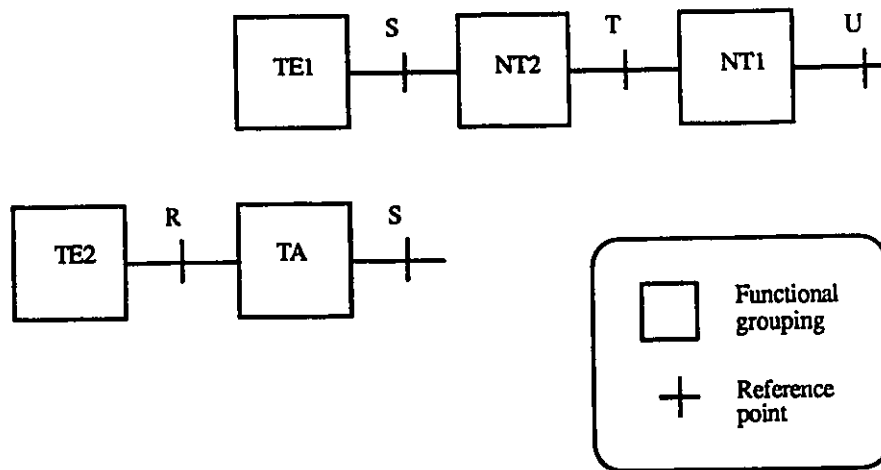 S T U
TE1 NT2 NT1
R S
TE2 TA
Functional
grouping
Reference
point